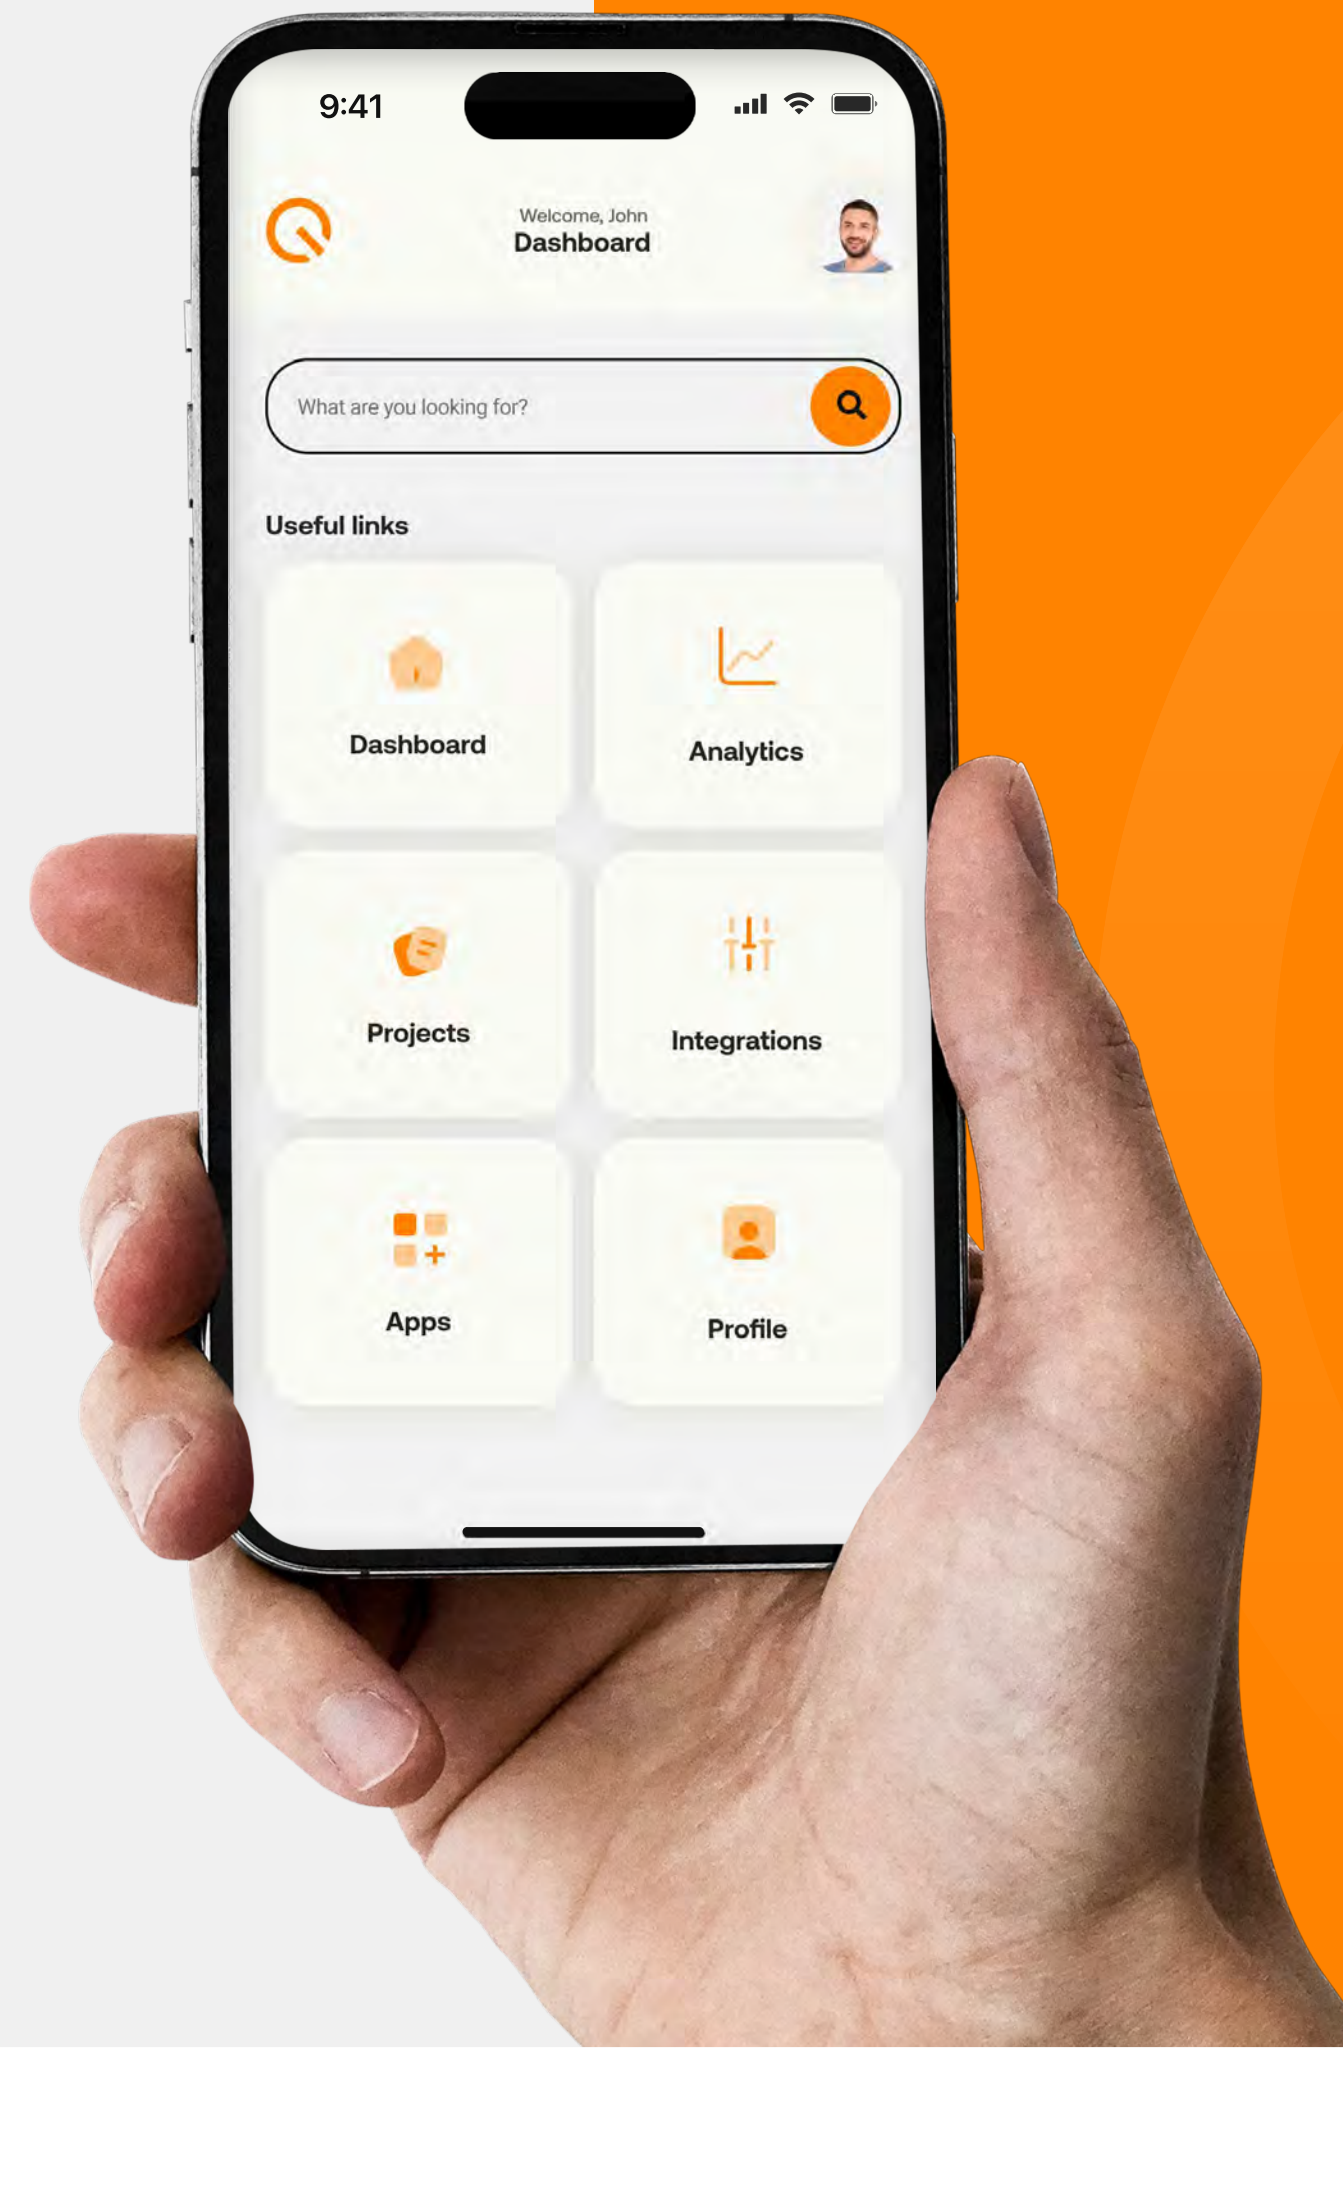 9:41
Welcome, John
Dashboard
What are you looking for?
Useful links
Dashboard
Analytics
Projects
Integrations
Apps
Profile